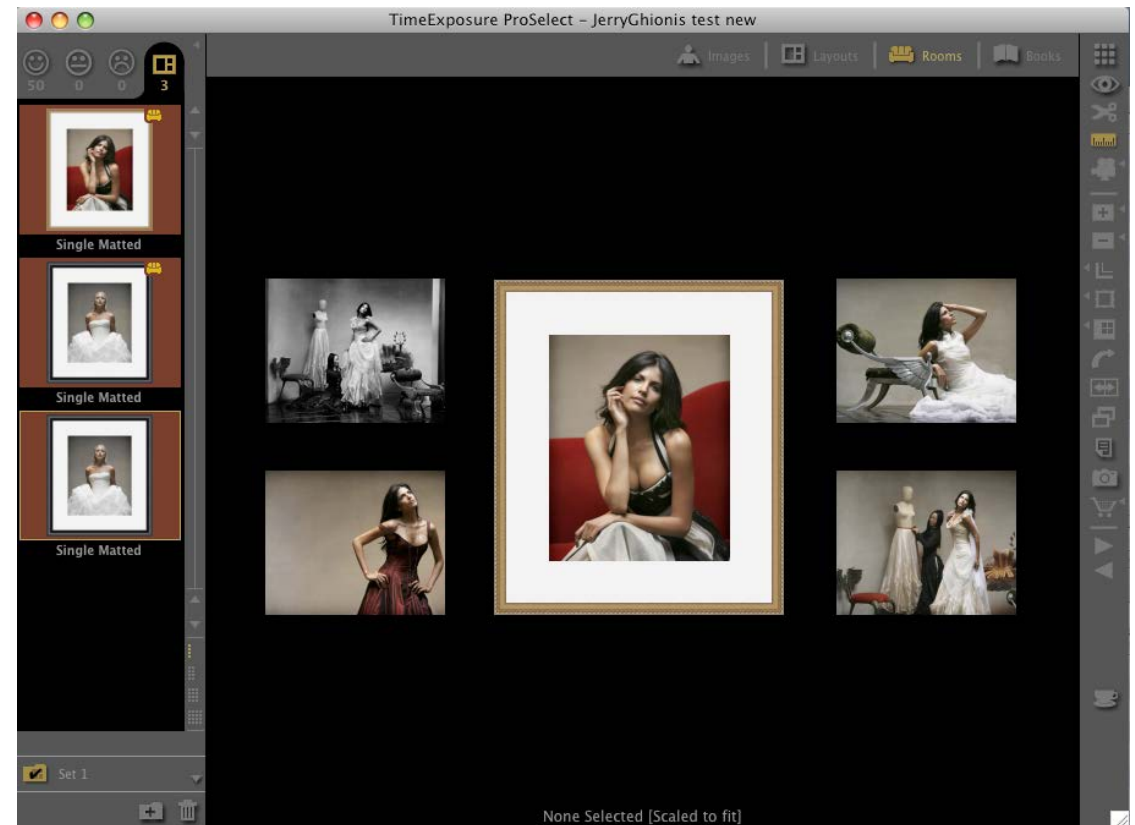 TimeExposure ProSelect – JerryGhionis test new
Images
Layouts
Rooms
Books
50
0
0
3
Single Matted
Single Matted
Single Matted
Set 1
None Selected [Scaled to fit]